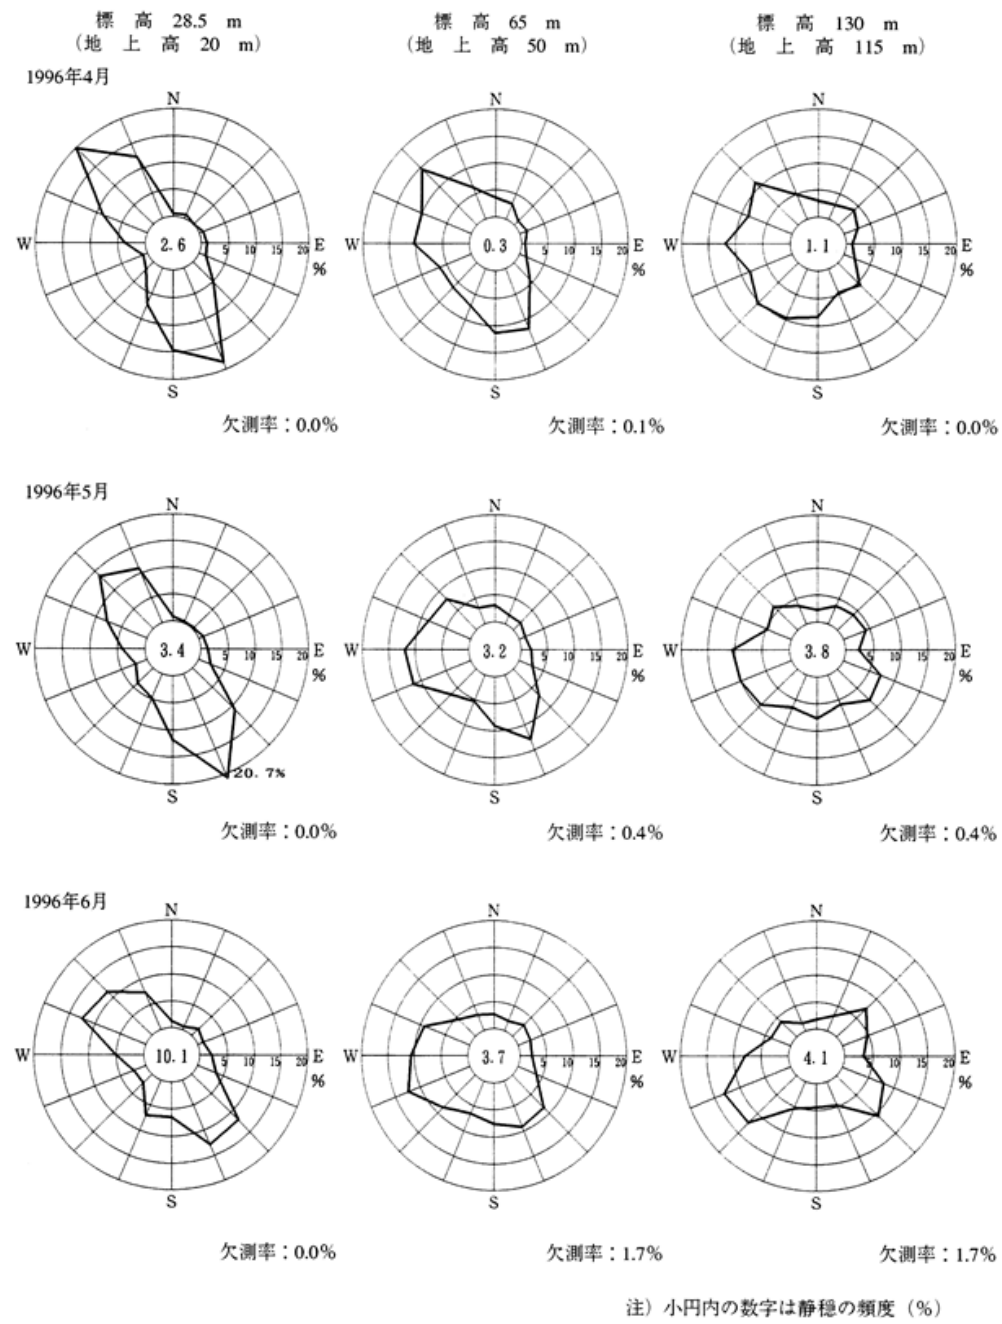 標 高 28.5 m
（地 上 高 20 m）
標 高 65 m
（地 上 高 50 m）
標 高 130 m
（地 上 高 115 m）
1996年4月
N
W
2.6
5 10 15 20
E
%
S
欠測率：0.0%
N
W
0.3
5 10 15 20
E
%
S
欠測率：0.1%
N
W
1.1
5 10 15 20
E
%
S
欠測率：0.0%
1996年5月
N
W
3.4
5 10 15 20
E
%
20.7%
S
欠測率：0.0%
N
W
3.2
5 10 15 20
E
%
S
欠測率：0.4%
N
W
3.8
5 10 15 20
E
%
S
欠測率：0.4%
1996年6月
N
W
10.1
5 10 15 20
E
%
S
欠測率：0.0%
N
W
3.7
5 10 15 20
E
%
S
欠測率：1.7%
N
W
4.1
5 10 15 20
E
%
S
欠測率：1.7%
注）小円内の数字は静穏の頻度（%）